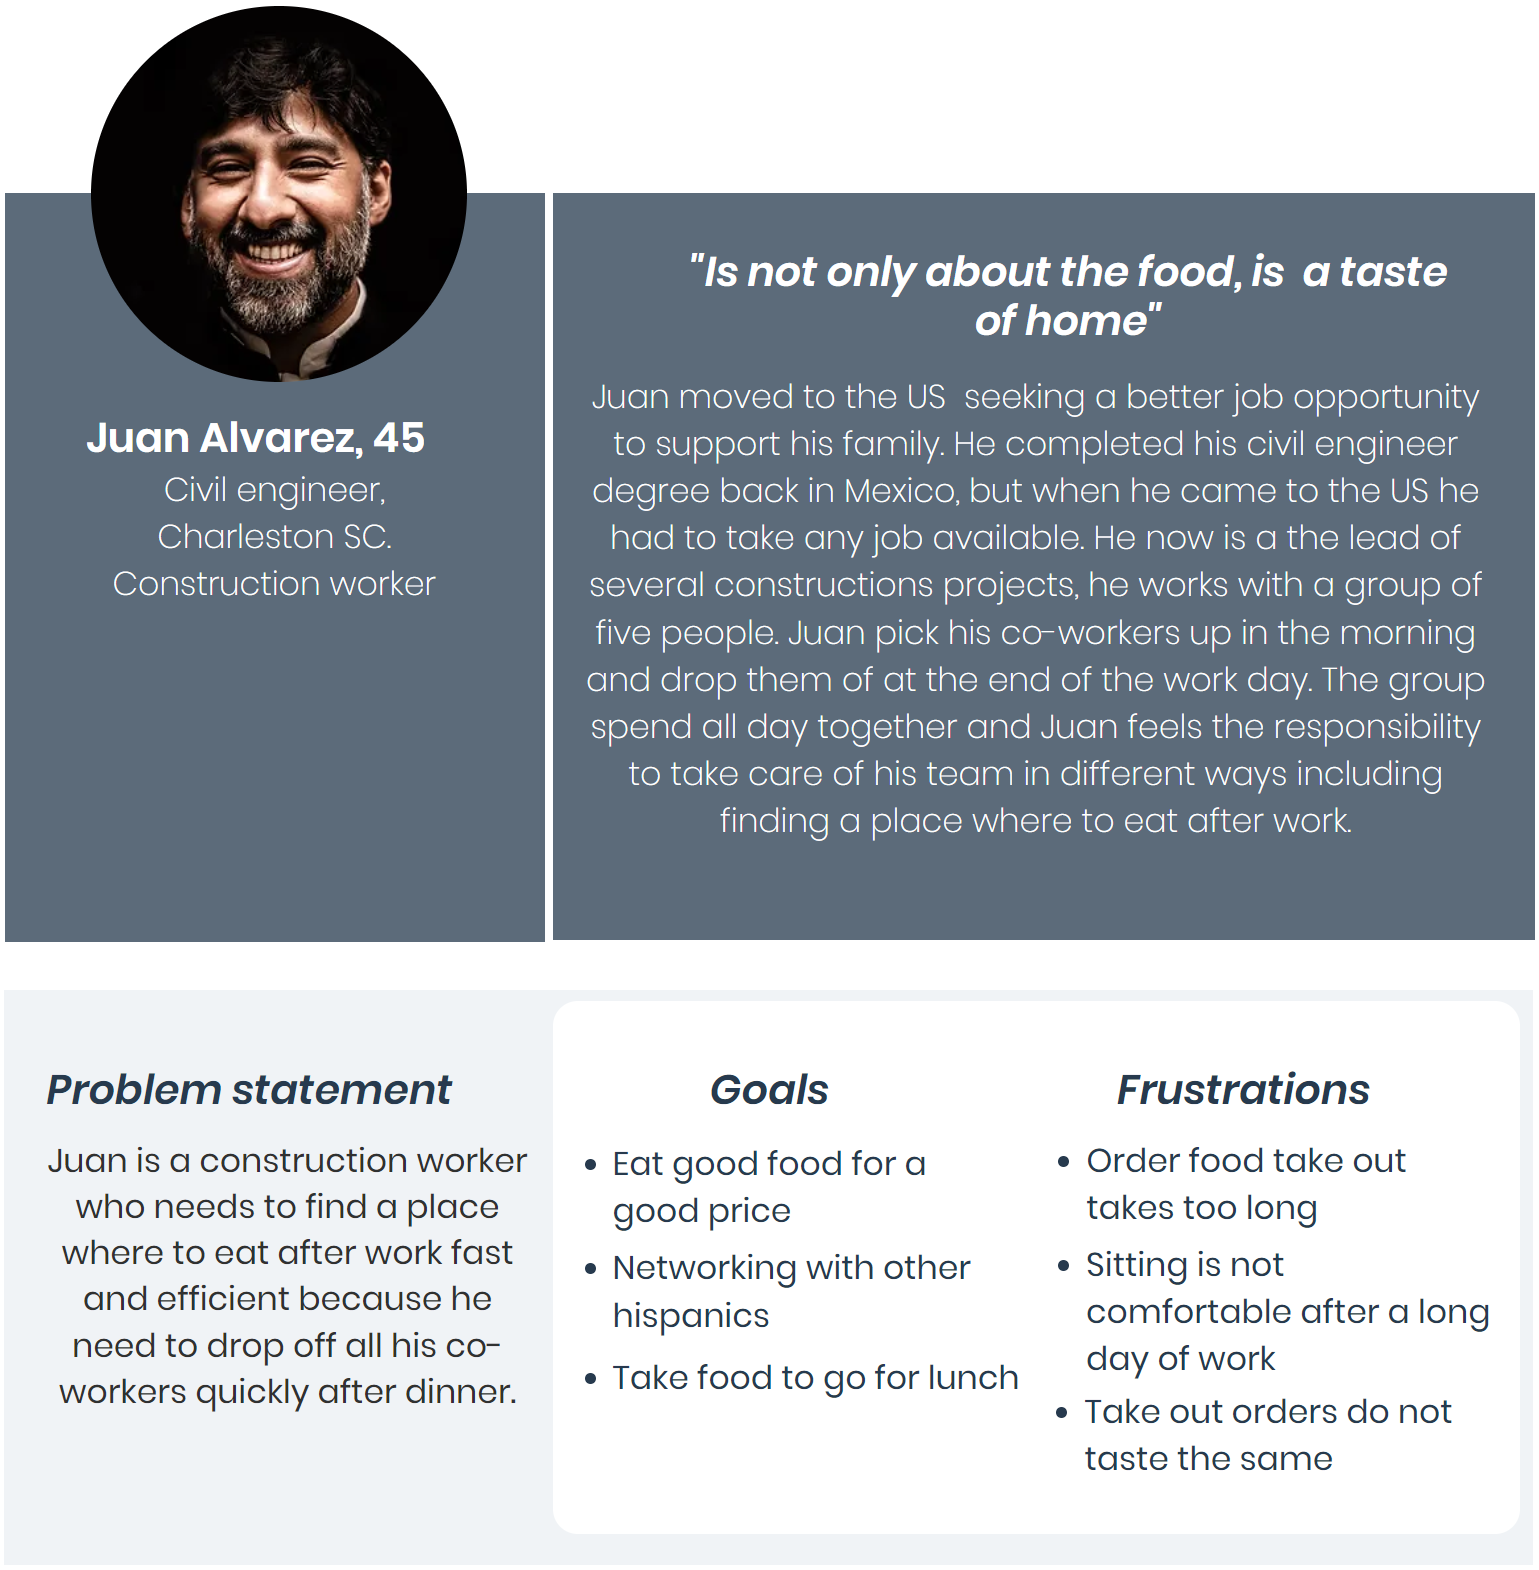 Juan Alvarez, 45
Civil engineer,
Charleston SC.
Construction worker
"Is not only about the food, is  a taste
of home"
Juan moved to the US  seeking a better job opportunity
to support his family. He completed his civil engineer
degree back in Mexico, but when he came to the US he
had to take any job available. He now is a the lead of
several constructions projects, he works with a group of
five people. Juan pick his co-workers up in the morning
and drop them of at the end of the work day. The group
spend all day together and Juan feels the responsibility
to take care of his team in different ways including
finding a place where to eat after work.
Problem statement
Juan is a construction worker
who needs to find a place
where to eat after work fast
and efficient because he
need to drop off all his co-
workers quickly after dinner.
Goals
• Eat good food for a
good price
• Networking with other
hispanics
• Take food to go for lunch
Frustrations
• Order food take out
takes too long
• Sitting is not
comfortable after a long
day of work
• Take out orders do not
taste the same